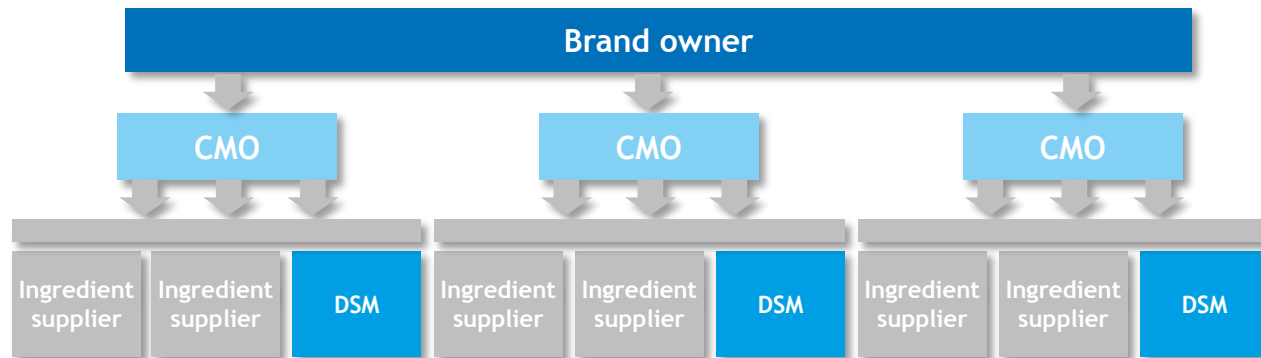 Brand owner
CMO
CMO
CMO
Ingredient
supplier
Ingredient
supplier
DSM
Ingredient
supplier
Ingredient
supplier
DSM
Ingredient
supplier
Ingredient
supplier
DSM